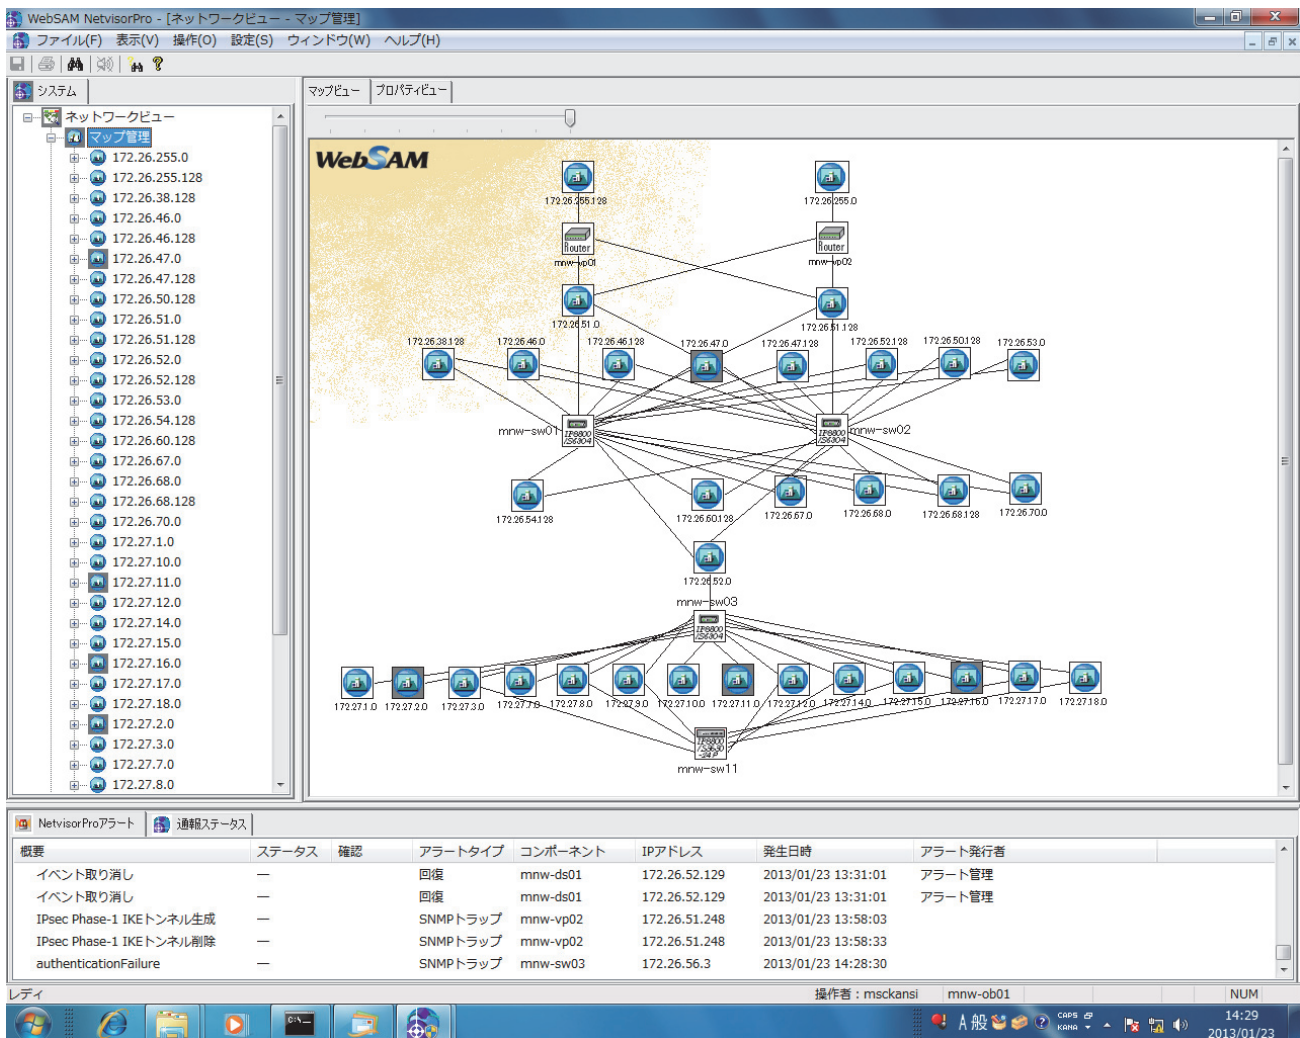 WebSAM NetvisorPro - [ネットワークビュー - マップ管理]
ファイル(F) 表示(V) 操作(O) 設定(S) ウィンドウ(W) ヘルプ(H)
システム
マップビュー プロパティビュー
ネットワークビュー
マップ管理
172.26.255.0
172.26.255.128
172.26.38.128
172.26.46.0
172.26.46.128
172.26.47.0
172.26.47.128
172.26.50.128
172.26.51.0
172.26.51.128
172.26.52.0
172.26.52.128
172.26.53.0
172.26.54.128
172.26.60.128
172.26.67.0
172.26.68.0
172.26.68.128
172.26.70.0
172.27.1.0
172.27.10.0
172.27.11.0
172.27.12.0
172.27.14.0
172.27.15.0
172.27.16.0
172.27.17.0
172.27.18.0
172.27.2.0
172.27.3.0
172.27.7.0
172.27.8.0
WebSAM
172.26.255.128 172.26.255.0
Router Router
mnw-vp01 mnw-vp02
172.26.51.0 172.26.51.128
172.26.38.128 172.26.46.0 172.26.46.128 172.26.47.0 172.26.47.128 172.26.52.128 172.26.50.128 172.26.53.0
mnw-sw01 IP8800 /S6304 IP8800 /S6304 mnw-sw02
172.26.54.128 172.26.60.128 172.26.67.0 172.26.68.0 172.26.68.128 172.26.70.0
172.26.52.0
mnw-sw03
IP8800 /S6304
172.27.1.0 172.27.2.0 172.27.3.0 172.27.7.0 172.27.8.0 172.27.9.0 172.27.10.0 172.27.11.0 172.27.12.0 172.27.14.0 172.27.15.0 172.27.16.0 172.27.17.0 172.27.18.0
IP8800 /S3630 -24P
mnw-sw11
NetvisorProアラート 通報ステータス
概要 ステータス 確認 アラートタイプ コンポーネント IPアドレス 発生日時 アラート発行者
イベント取り消し — 回復 mnw-ds01 172.26.52.129 2013/01/23 13:31:01 アラート管理
イベント取り消し — 回復 mnw-ds01 172.26.52.129 2013/01/23 13:31:01 アラート管理
IPsec Phase-1 IKEトンネル生成 — SNMPトラップ mnw-vp02 172.26.51.248 2013/01/23 13:58:03
IPsec Phase-1 IKEトンネル削除 — SNMPトラップ mnw-vp02 172.26.51.248 2013/01/23 13:58:33
authenticationFailure — SNMPトラップ mnw-sw03 172.26.56.3 2013/01/23 14:28:30
レディ 操作者 : msckansi mnw-ob01 NUM
C:\ A 般 CAPS KANA 14:29
2013/01/23